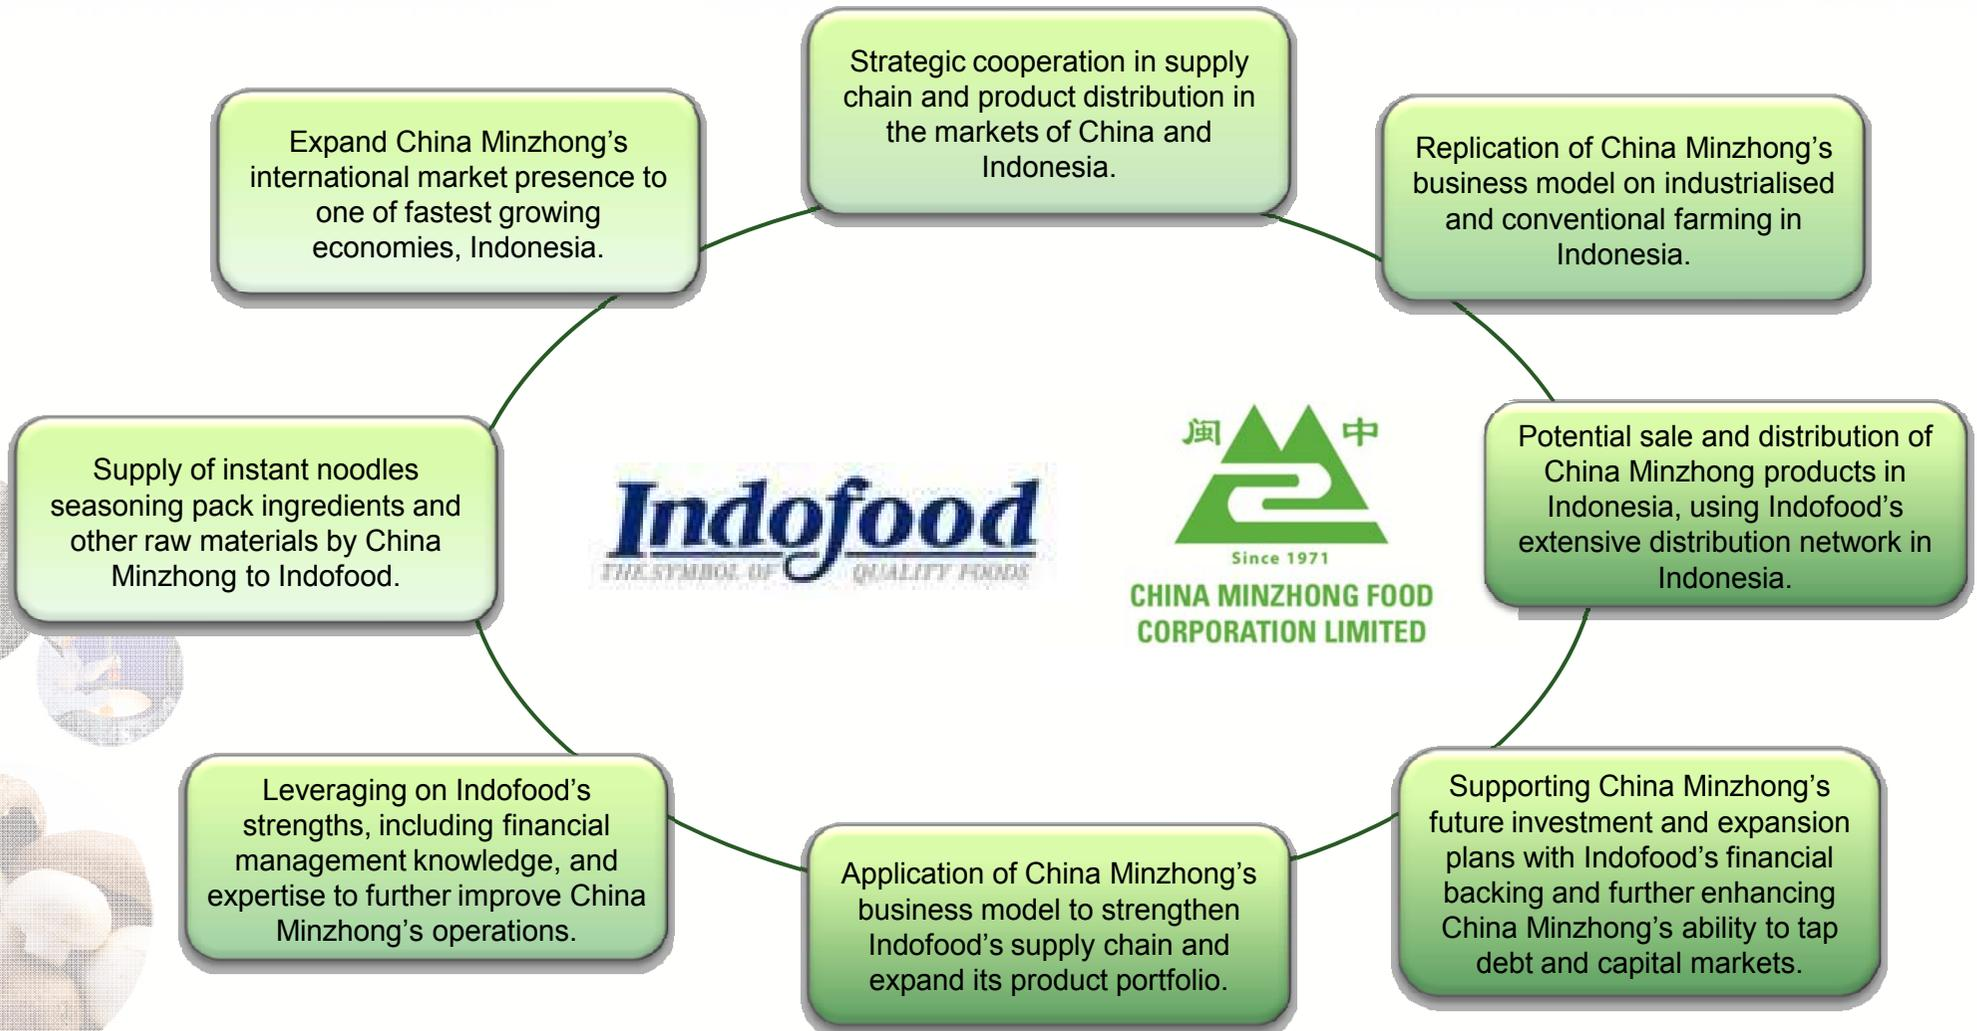 Strategic cooperation in supply
chain and product distribution in
the markets of China and
Indonesia.
Expand China Minzhong’s
international market presence to
one of fastest growing
economies, Indonesia.
Replication of China Minzhong’s
business model on industrialised
and conventional farming in
Indonesia.
Supply of instant noodles
seasoning pack ingredients and
other raw materials by China
Minzhong to Indofood.
Indofood
THE SYMBOL OF QUALITY FOODS
闽 中
Since 1971
CHINA MINZHONG FOOD
CORPORATION LIMITED
Potential sale and distribution of
China Minzhong products in
Indonesia, using Indofood’s
extensive distribution network in
Indonesia.
Leveraging on Indofood’s
strengths, including financial
management knowledge, and
expertise to further improve China
Minzhong’s operations.
Application of China Minzhong’s
business model to strengthen
Indofood’s supply chain and
expand its product portfolio.
Supporting China Minzhong’s
future investment and expansion
plans with Indofood’s financial
backing and further enhancing
China Minzhong’s ability to tap
debt and capital markets.